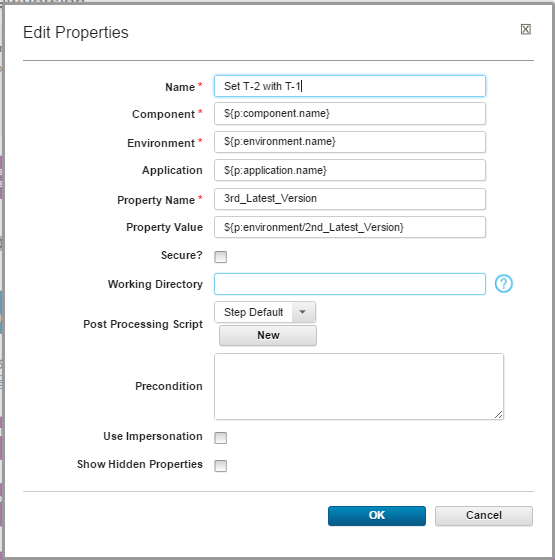 Edit Properties
Name * Set T-2 with T-1
Component * ${p:component.name}
Environment * ${p:environment.name}
Application ${p:application.name}
Property Name * 3rd_Latest_Version
Property Value ${p:environment/2nd_Latest_Version}
Secure?
Working Directory ?
Post Processing Script Step Default
New
Precondition
Use Impersonation
Show Hidden Properties
OK Cancel